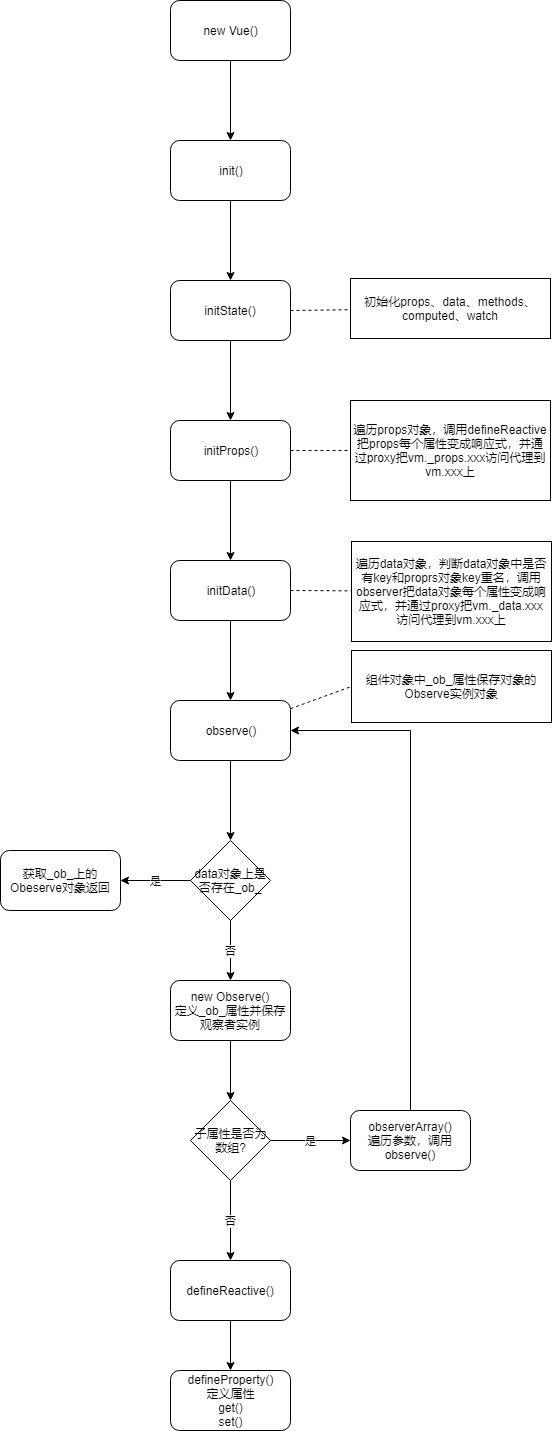 new Vue()
init()
initState()
初始化props、data、methods、
computed、watch
initProps()
遍历props对象，调用defineReactive
把props每个属性变成响应式，并通
过proxy把vm._props.xxx访问代理到
vm.xxx上
initData()
遍历data对象，判断data对象中是否
有key和proprs对象key重名，调用
observer把data对象每个属性变成响
应式，并通过proxy把vm._data.xxx
访问代理到vm.xxx上
组件对象中_ob_属性保存对象的
Observe实例对象
observe()
data对象上是
否存在_ob_
是
获取_ob_上的
Obeserve对象返回
否
new Observe()
定义_ob_属性并保存
观察者实例
子属性是否为
数组?
是
observerArray()
遍历参数，调用
observe()
否
defineReactive()
defineProperty()
定义属性
get()
set()